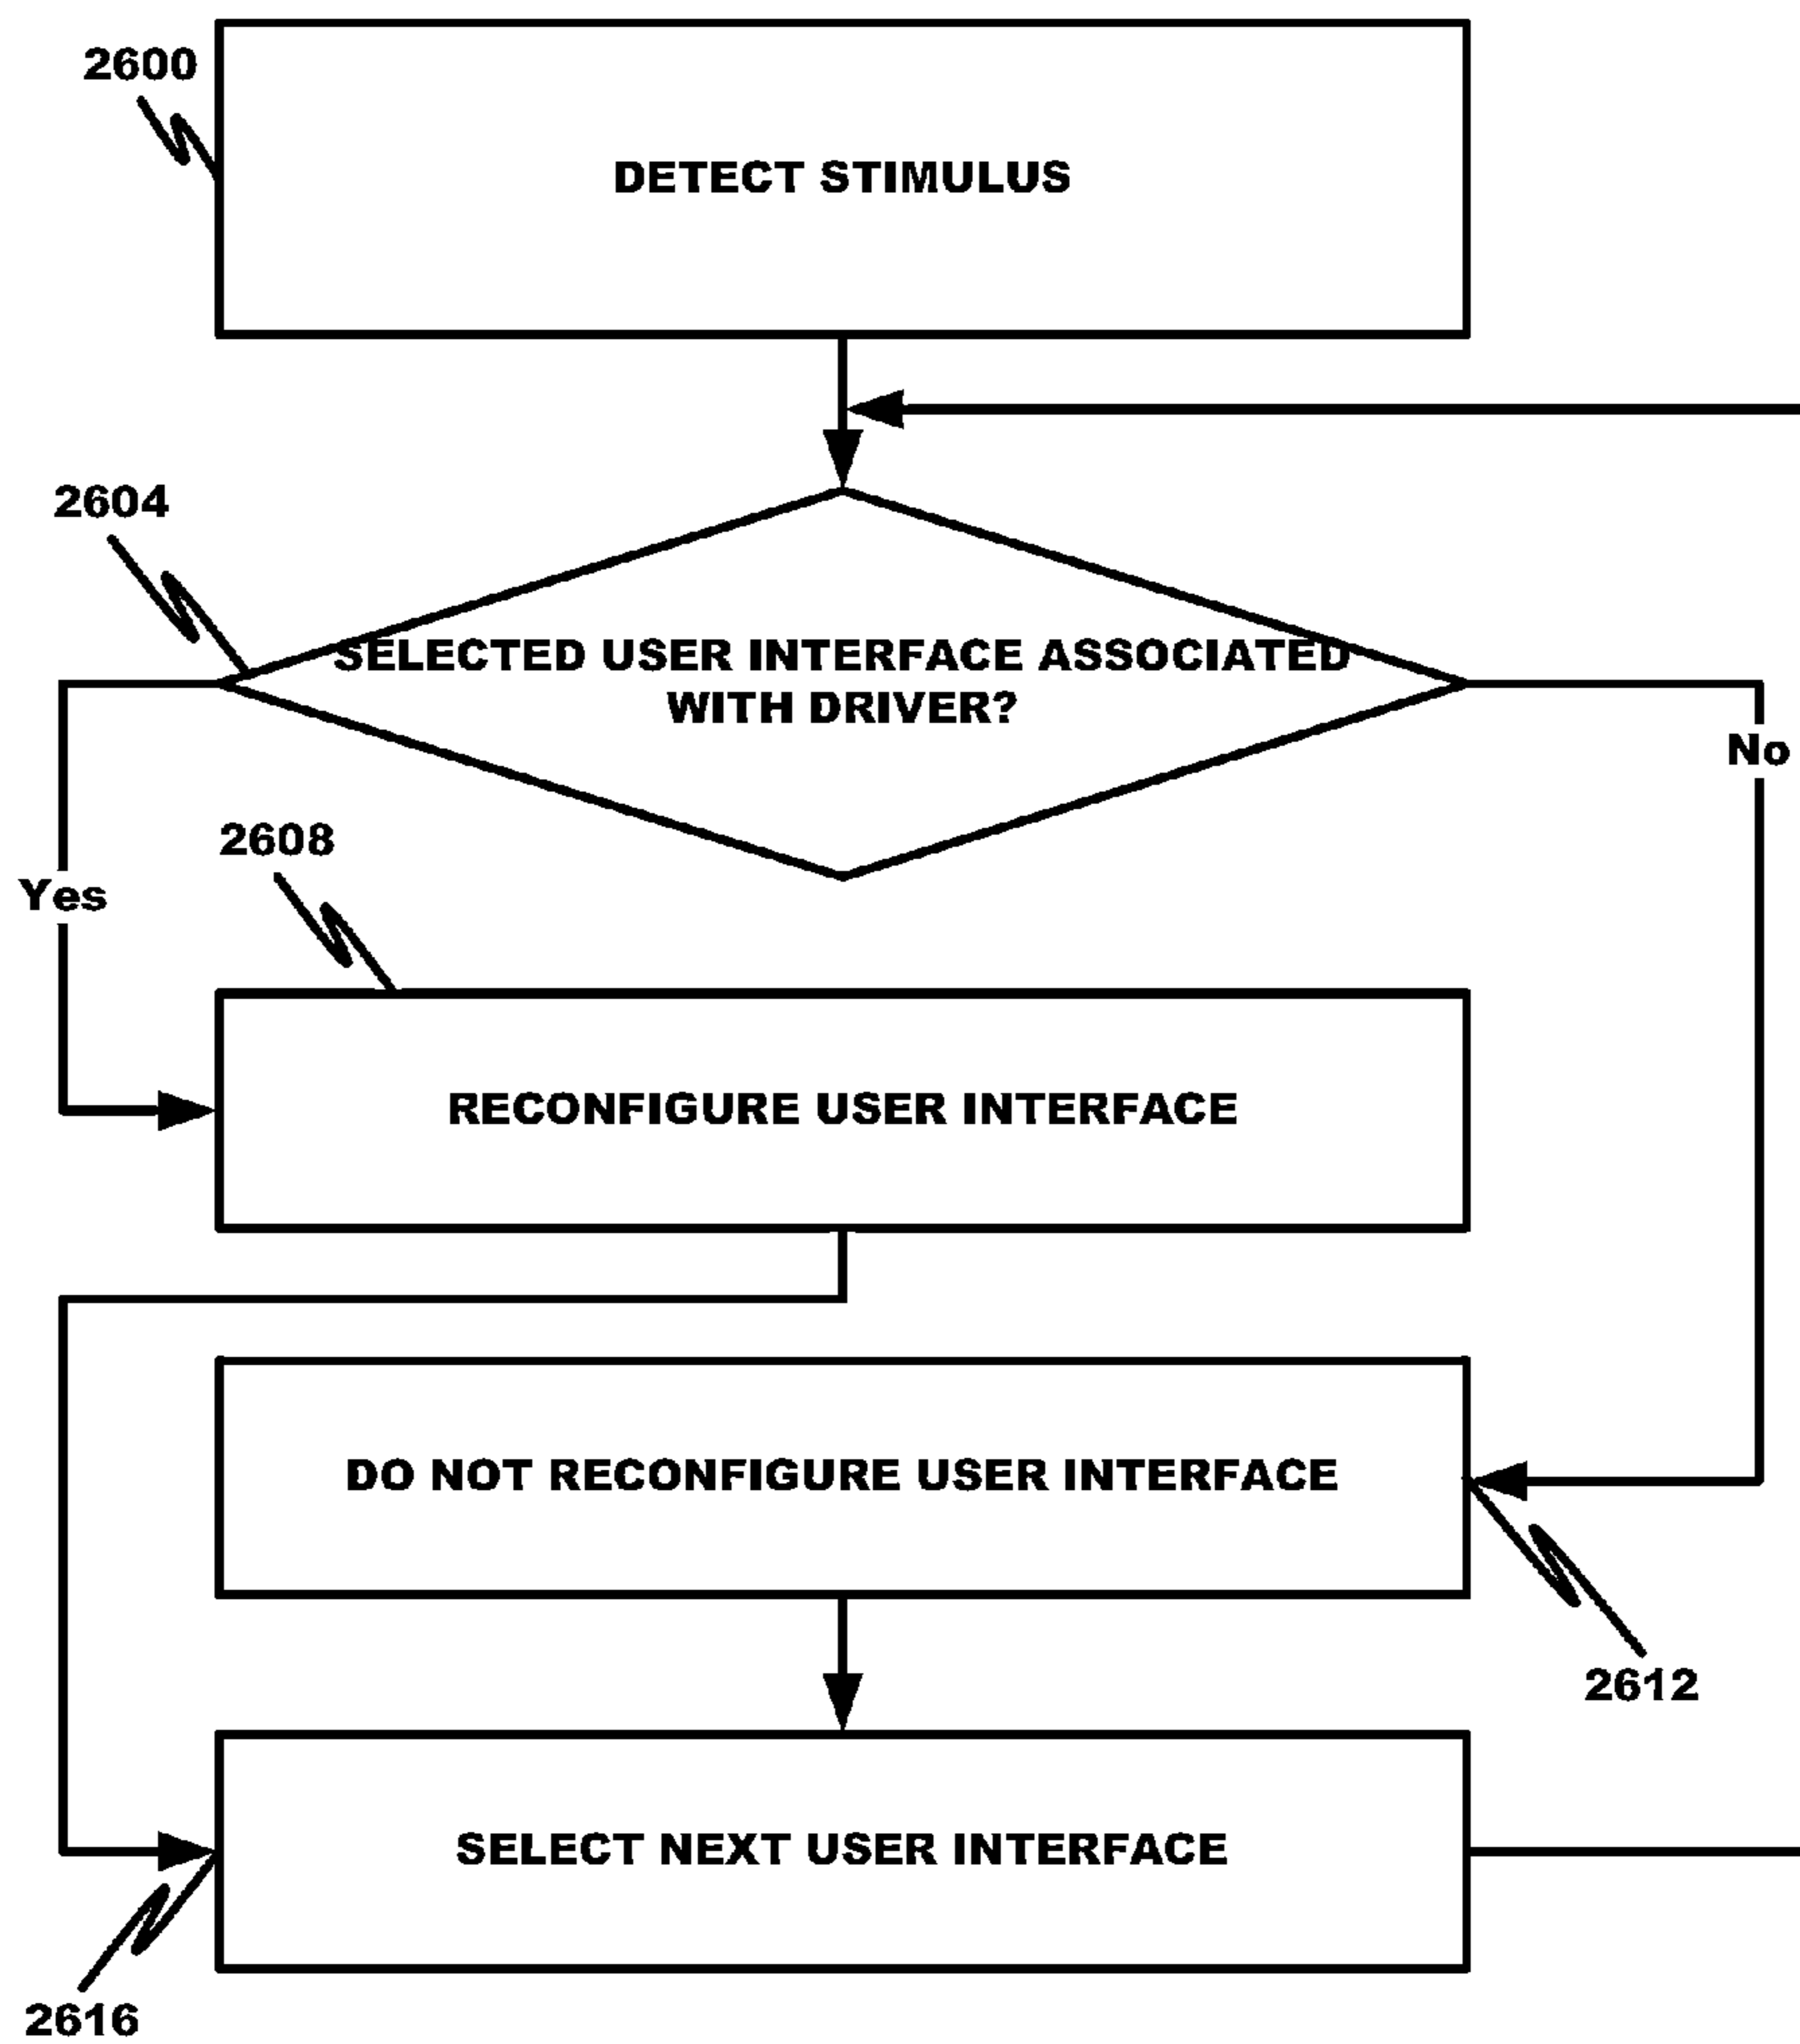 2600
DETECT STIMULUS
2604
SELECTED USER INTERFACE ASSOCIATED
WITH DRIVER?
No
2608
Yes
RECONFIGURE USER INTERFACE
DO NOT RECONFIGURE USER INTERFACE
2612
SELECT NEXT USER INTERFACE
2616